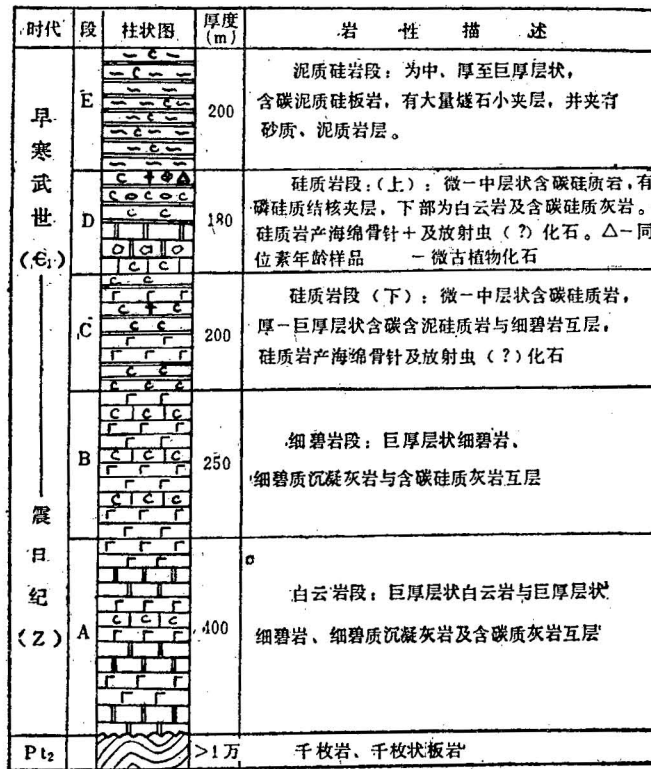 时代 段 柱状图 厚度(m) 岩性描述
早寒武世(Є₁)——震旦纪(Z)
E 200 泥质硅岩段：为中、厚至巨厚层状，
含碳泥质硅板岩，有大量燧石小夹层，并夹有
砂质、泥质岩层。
D 180 硅质岩段：(上)：微一中层状含碳硅质岩，有
磷硅质结核夹层，下部为白云岩及含碳硅质灰岩。
硅质岩产海绵骨针＋及放射虫（?）化石。△一同
位素年龄样品 一微古植物化石
C 200 硅质岩段（下）：微一中层状含碳硅质岩，
厚一巨厚层状含碳含泥硅质岩与细碧岩互层，
硅质岩产海绵骨针及放射虫（?）化石
B 250 细碧岩段：巨厚层状细碧岩、
细碧质沉凝灰岩与含碳硅质灰岩互层
A 400 白云岩段：巨厚层状白云岩与巨厚层状
细碧岩、细碧质沉凝灰岩及含碳质灰岩互层
Pt₂ >1万 千枚岩、千枚状板岩